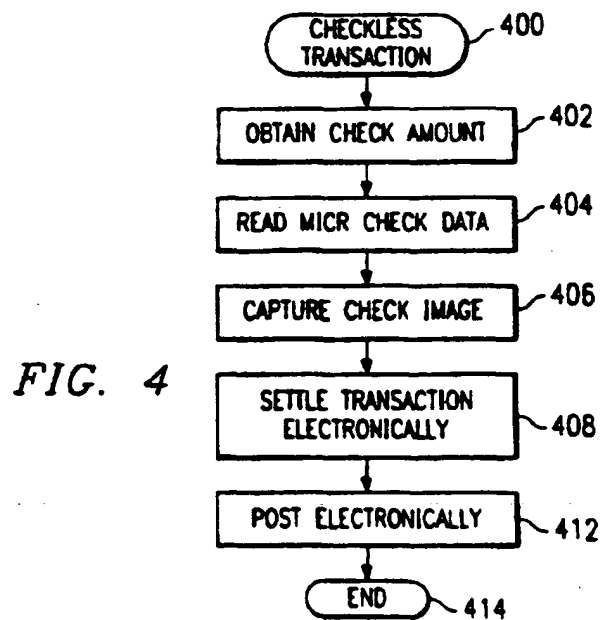 CHECKLESS
TRANSACTION
400
OBTAIN CHECK AMOUNT
402
READ MICR CHECK DATA
404
CAPTURE CHECK IMAGE
406
FIG. 4
SETTLE TRANSACTION
ELECTRONICALLY
408
POST ELECTRONICALLY
412
END
414